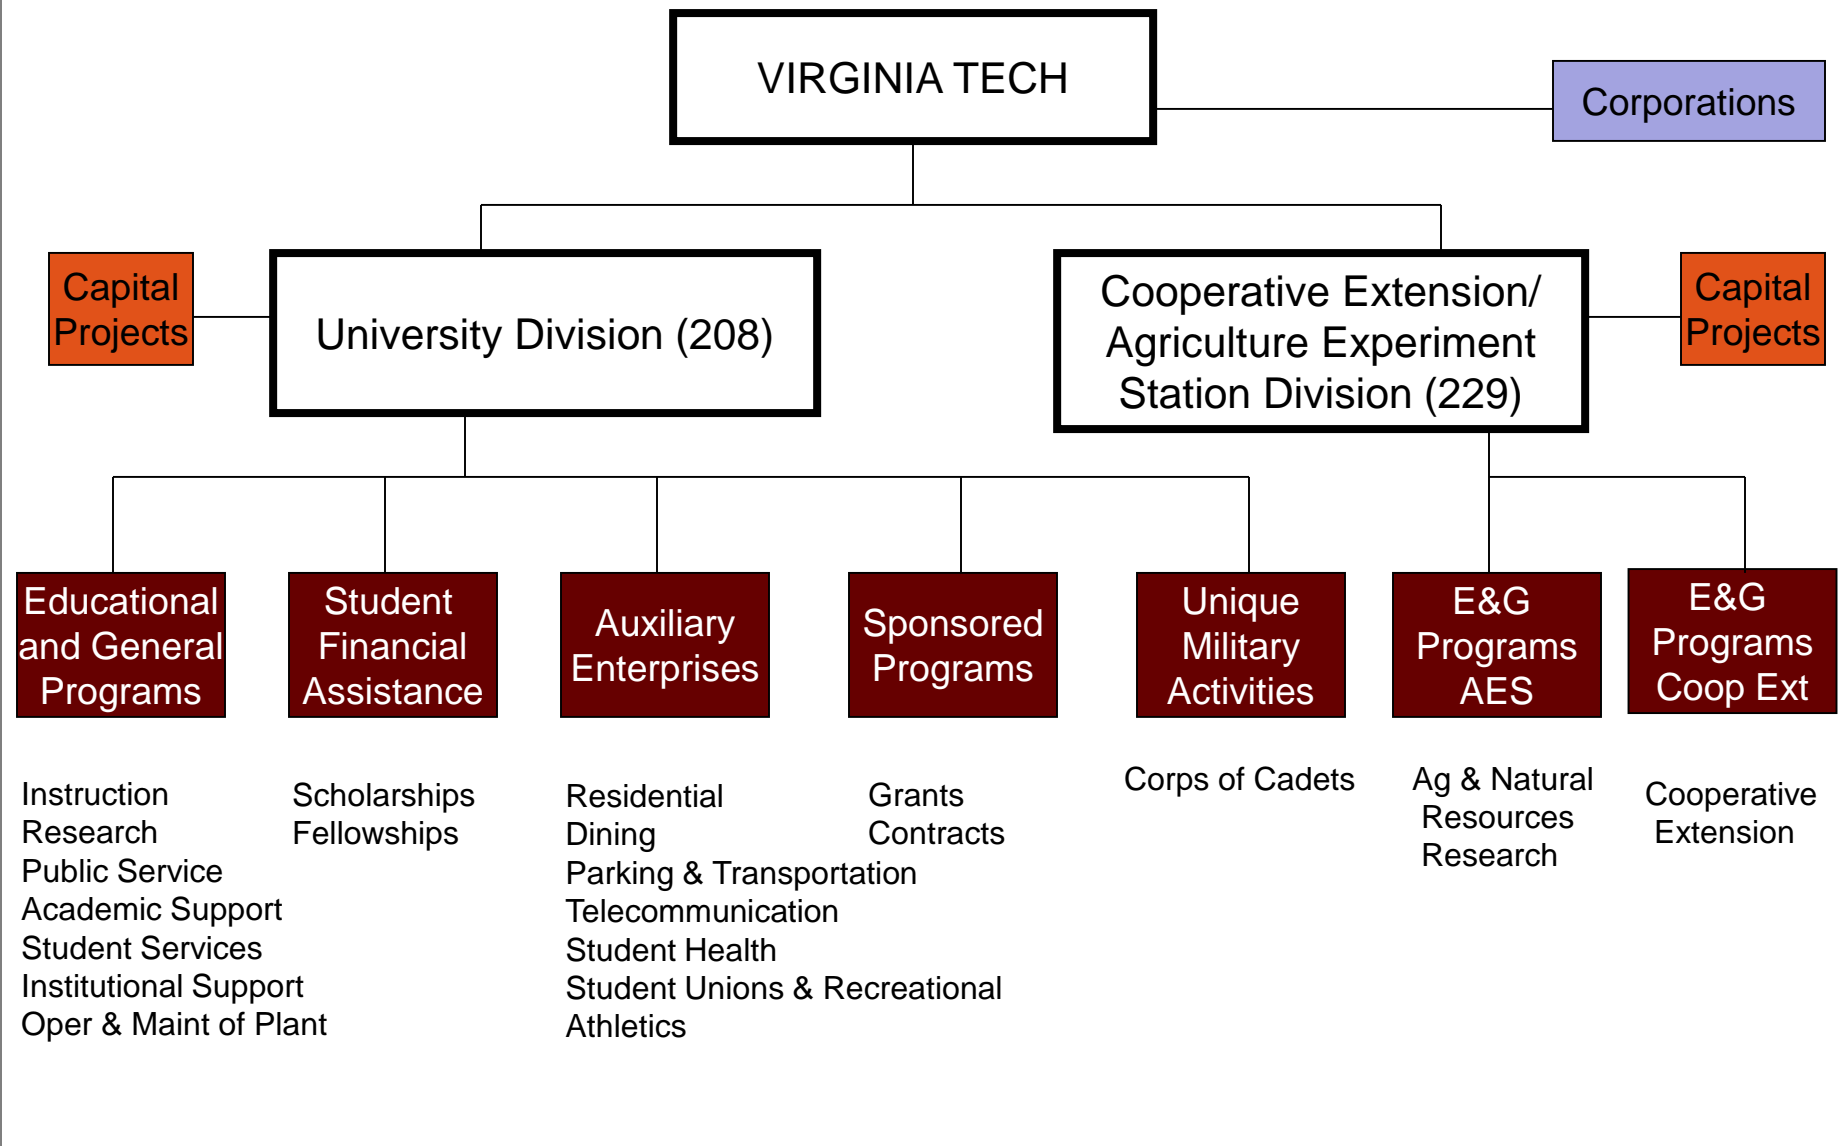 VIRGINIA TECH
Corporations
Capital
Projects
University Division (208)
Cooperative Extension/
Agriculture Experiment
Station Division (229)
Capital
Projects
Educational
and General
Programs
Student
Financial
Assistance
Auxiliary
Enterprises
Sponsored
Programs
Unique
Military
Activities
E&G
Programs
AES
E&G
Programs
Coop Ext
Instruction
Research
Public Service
Academic Support
Student Services
Institutional Support
Oper & Maint of Plant
Scholarships
Fellowships
Residential
Dining
Parking & Transportation
Telecommunication
Student Health
Student Unions & Recreational
Athletics
Grants
Contracts
Corps of Cadets
Ag & Natural
Resources
Research
Cooperative
Extension